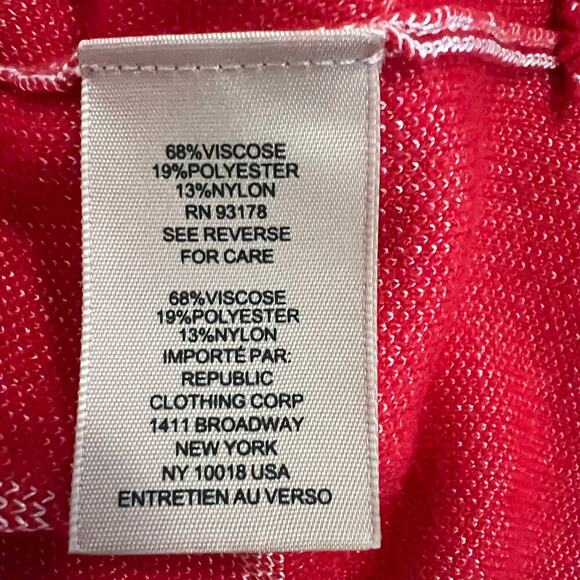 68%VISCOSE
19%POLYESTER
13%NYLON
RN 93178
SEE REVERSE
FOR CARE
68%VISCOSE
19%POLYESTER
13%NYLON
IMPORTÉ PAR:
REPUBLIC
CLOTHING CORP
1411 BROADWAY
NEW YORK
NY 10018 USA
ENTRETIEN AU VERSO